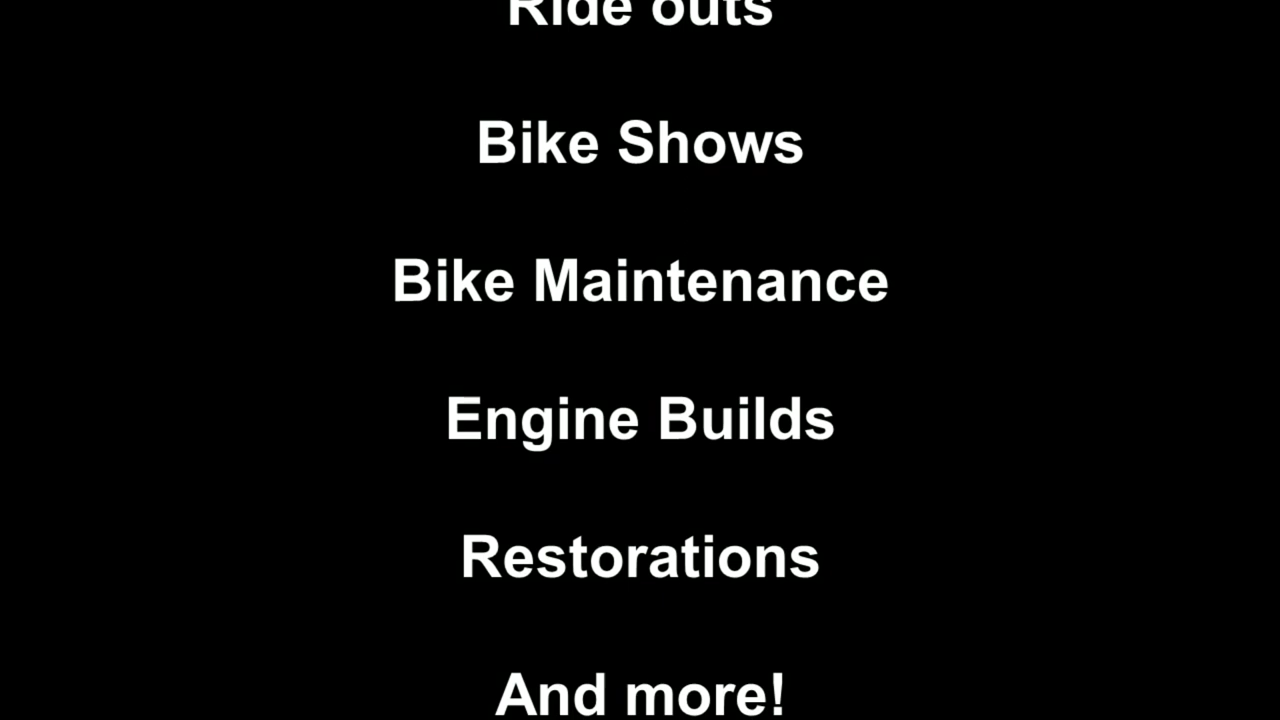 Ride outs
Bike Shows
Bike Maintenance
Engine Builds
Restorations
And more!